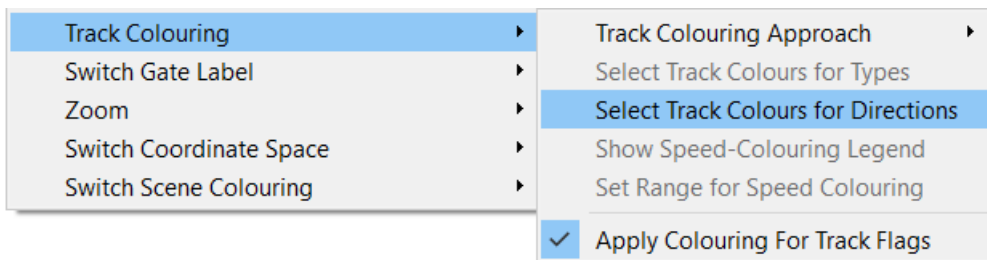 Track Colouring
Switch Gate Label
Zoom
Switch Coordinate Space
Switch Scene Colouring
Track Colouring Approach
Select Track Colours for Types
Select Track Colours for Directions
Show Speed-Colouring Legend
Set Range for Speed Colouring
Apply Colouring For Track Flags